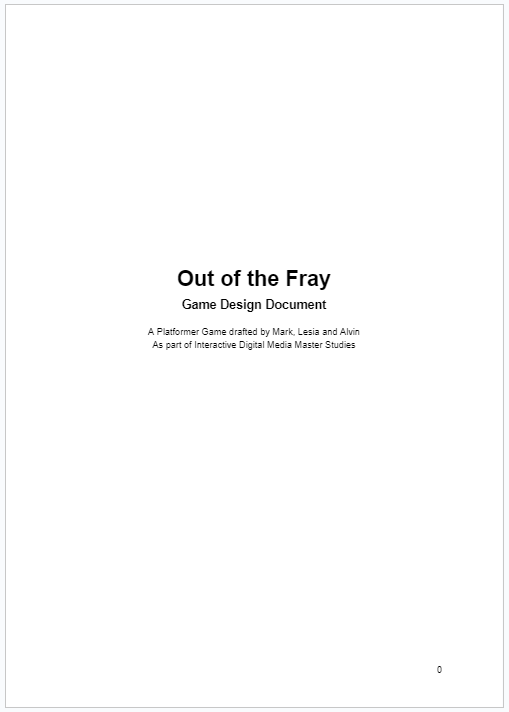 Out of the Fray
Game Design Document
A Platformer Game drafted by Mark, Lesia and Alvin
As part of Interactive Digital Media Master Studies
0